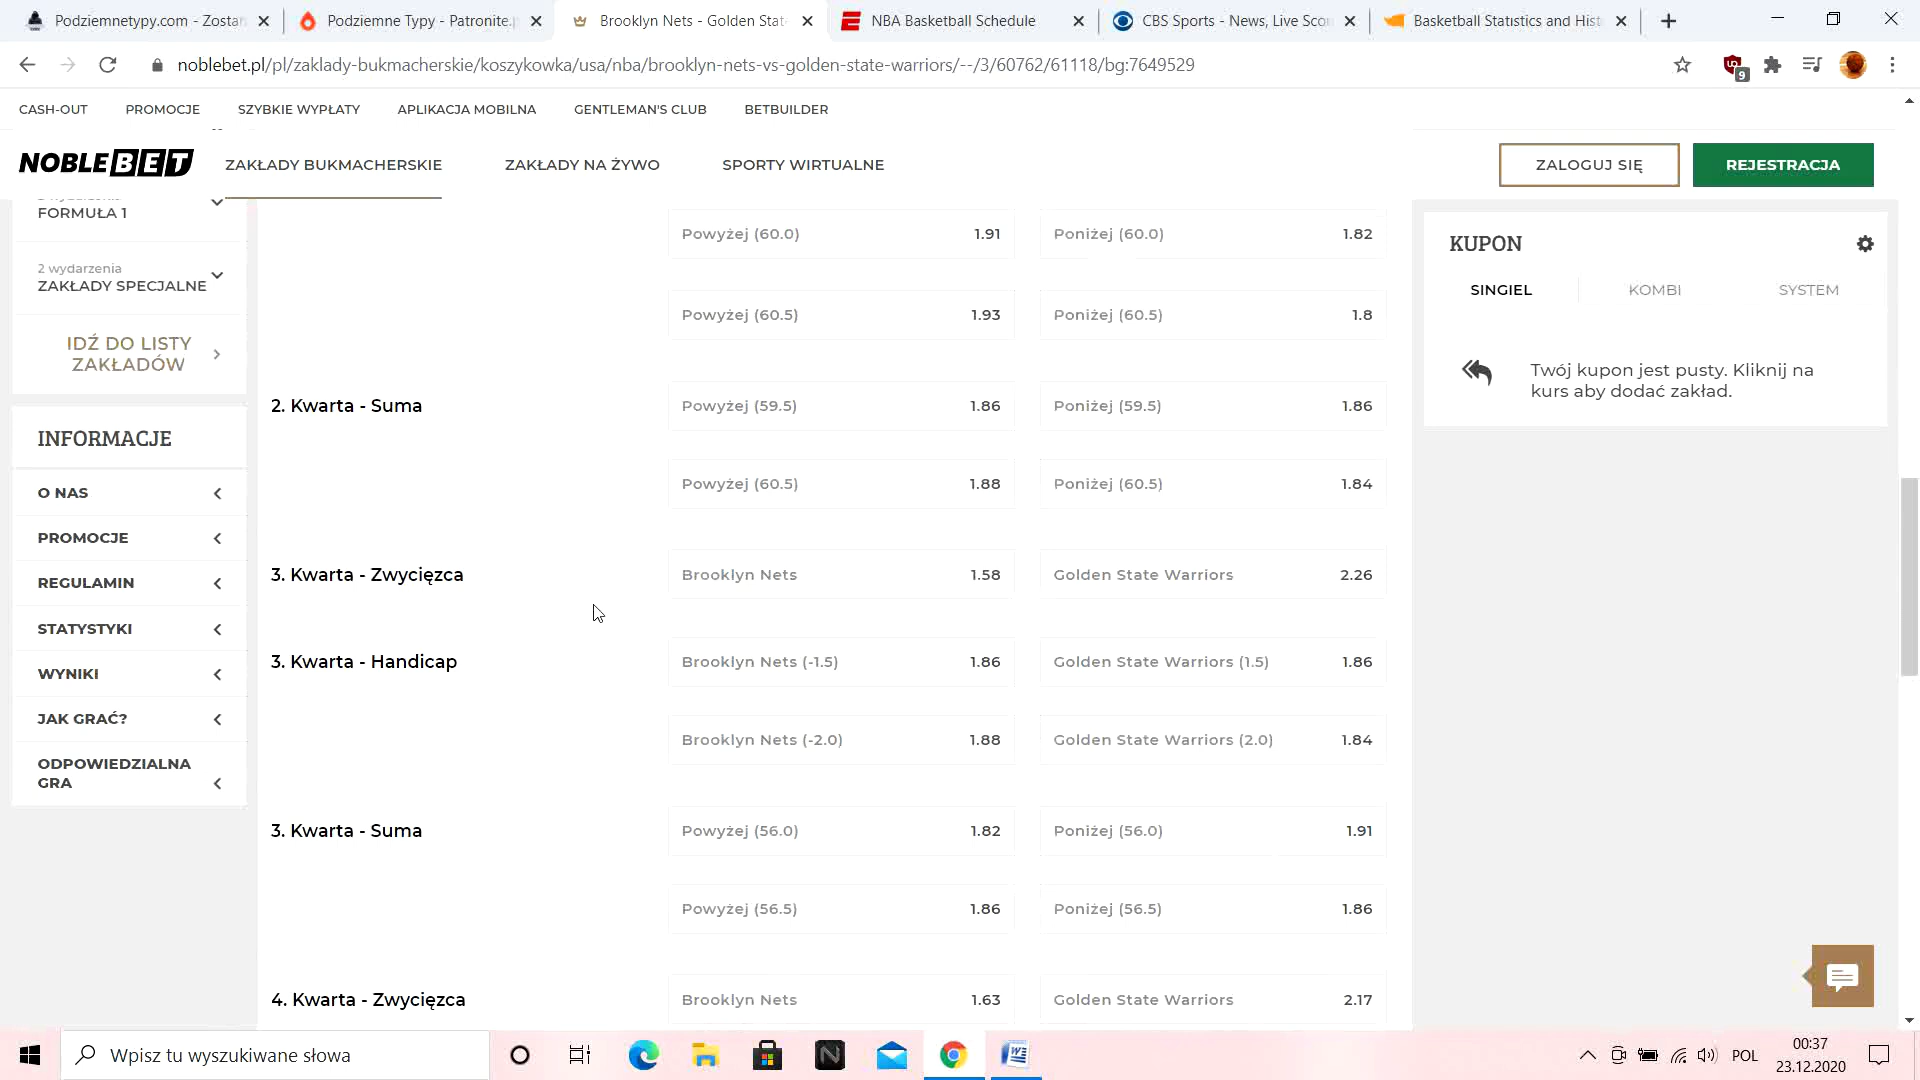 Podziemnetypy.com - Zostań
Podziemne Typy - Patronite.p
Brooklyn Nets - Golden Stat
NBA Basketball Schedule
CBS Sports - News, Live Scor
Basketball Statistics and Hist
noblebet.pl/pl/zaklady-bukmacherskie/koszykowka/usa/nba/brooklyn-nets-vs-golden-state-warriors/--/3/60762/61118/bg:7649529
9
CASH-OUT
PROMOCJE
SZYBKIE WYPŁATY
APLIKACJA MOBILNA
GENTLEMAN'S CLUB
BETBUILDER
NOBLEBET
ZAKŁADY BUKMACHERSKIE
ZAKŁADY NA ŻYWO
SPORTY WIRTUALNE
ZALOGUJ SIĘ
REJESTRACJA
FORMUŁA 1
2 wydarzenia
ZAKŁADY SPECJALNE
IDŹ DO LISTY
ZAKŁADÓW
INFORMACJE
O NAS
PROMOCJE
REGULAMIN
STATYSTYKI
WYNIKI
JAK GRAĆ?
ODPOWIEDZIALNA
GRA
Powyżej (60.0) 1.91 Poniżej (60.0) 1.82
Powyżej (60.5) 1.93 Poniżej (60.5) 1.8
2. Kwarta - Suma Powyżej (59.5) 1.86 Poniżej (59.5) 1.86
Powyżej (60.5) 1.88 Poniżej (60.5) 1.84
3. Kwarta - Zwycięzca Brooklyn Nets 1.58 Golden State Warriors 2.26
3. Kwarta - Handicap Brooklyn Nets (-1.5) 1.86 Golden State Warriors (1.5) 1.86
Brooklyn Nets (-2.0) 1.88 Golden State Warriors (2.0) 1.84
3. Kwarta - Suma Powyżej (56.0) 1.82 Poniżej (56.0) 1.91
Powyżej (56.5) 1.86 Poniżej (56.5) 1.86
4. Kwarta - Zwycięzca Brooklyn Nets 1.63 Golden State Warriors 2.17
KUPON
SINGIEL
KOMBI
SYSTEM
Twój kupon jest pusty. Kliknij na
kurs aby dodać zakład.
Wpisz tu wyszukiwane słowa
POL
00:37
23.12.2020